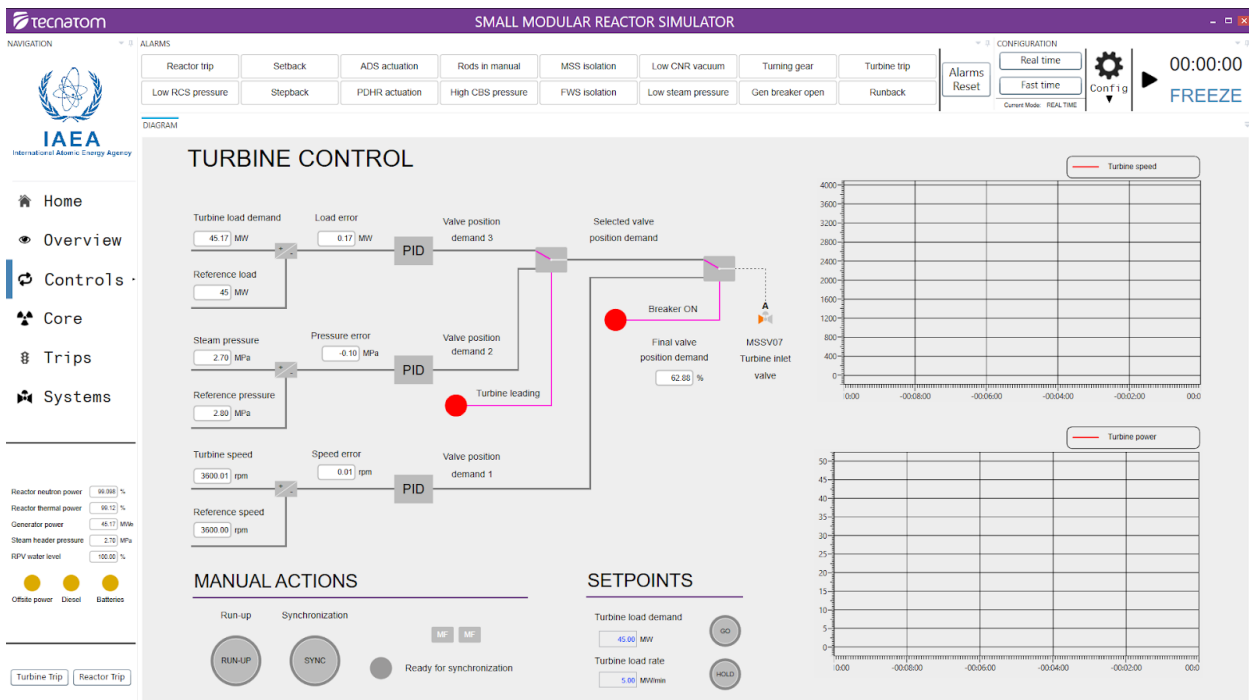 tecnatom
SMALL MODULAR REACTOR SIMULATOR
NAVIGATION
ALARMS
CONFIGURATION
Reactor trip
Setback
ADS actuation
Rods in manual
MSS isolation
Low CNR vacuum
Turning gear
Turbine trip
Low RCS pressure
Stepback
PDHR actuation
High CBS pressure
FWS isolation
Low steam pressure
Gen breaker open
Runback
Alarms
Reset
Real time
Fast time
Current Mode: REAL TIME
Config
00:00:00
FREEZE
IAEA
International Atomic Energy Agency
Home
Overview
Controls
Core
Trips
Systems
Reactor neutron power 99.098 %
Reactor thermal power 99.12 %
Generator power 45.17 MWe
Steam header pressure 2.70 MPa
RPV water level 100.00 %
Offsite power Diesel Batteries
Turbine Trip Reactor Trip
DIAGRAM
TURBINE CONTROL
Turbine load demand
45.17 MW
Load error
0.17 MW
PID
Valve position
demand 3
Reference load
45 MW
Selected valve
position demand
Steam pressure
2.70 MPa
Pressure error
-0.10 MPa
PID
Valve position
demand 2
Reference pressure
2.80 MPa
Turbine leading
Breaker ON
Final valve
position demand
62.88 %
A
MSSV07
Turbine inlet
valve
Turbine speed
3600.01 rpm
Speed error
0.01 rpm
PID
Valve position
demand 1
Reference speed
3600.00 rpm
MANUAL ACTIONS
Run-up
RUN-UP
Synchronization
SYNC
MF MF
Ready for synchronization
SETPOINTS
Turbine load demand
45.00 MW
GO
Turbine load rate
5.00 MW/min
HOLD
Turbine speed
4000
3600
3200
2800
2400
2000
1600
1200
800
400
0
0:00 -00:08:00 -00:06:00 -00:04:00 -00:02:00 00:0
Turbine power
50
45
40
35
30
25
20
15
10
5
0
0:00 -00:08:00 -00:06:00 -00:04:00 -00:02:00 00:0